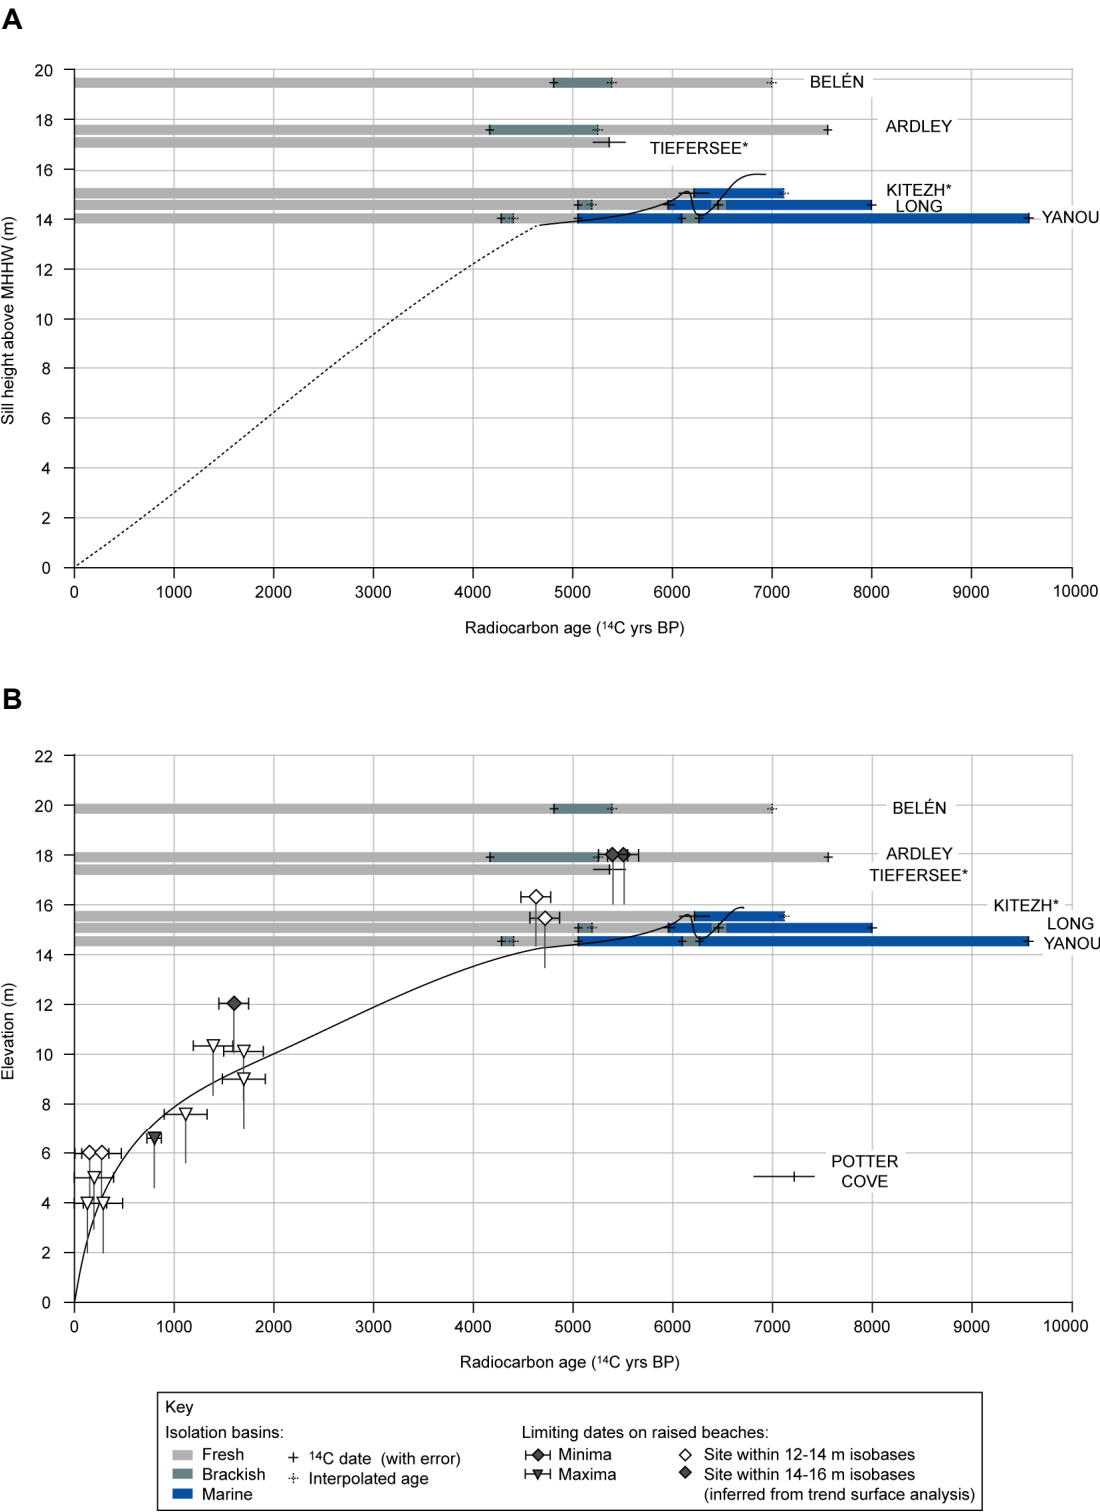 A
20
18
16
14
12
10
8
6
4
2
0
Sill height above MHHW (m)
BELÉN
ARDLEY
TIEFERSEE*
KITEZH*
LONG
YANOU
0 1000 2000 3000 4000 5000 6000 7000 8000 9000 10000
Radiocarbon age (¹⁴C yrs BP)
B
22
20
18
16
14
12
10
8
6
4
2
0
Elevation (m)
BELÉN
ARDLEY
TIEFERSEE*
KITEZH*
LONG
YANOU
POTTER
COVE
0 1000 2000 3000 4000 5000 6000 7000 8000 9000 10000
Radiocarbon age (¹⁴C yrs BP)
Key
Isolation basins:
Fresh
Brackish
Marine
¹⁴C date (with error)
Interpolated age
Limiting dates on raised beaches:
Minima
Maxima
Site within 12-14 m isobases
Site within 14-16 m isobases
(inferred from trend surface analysis)